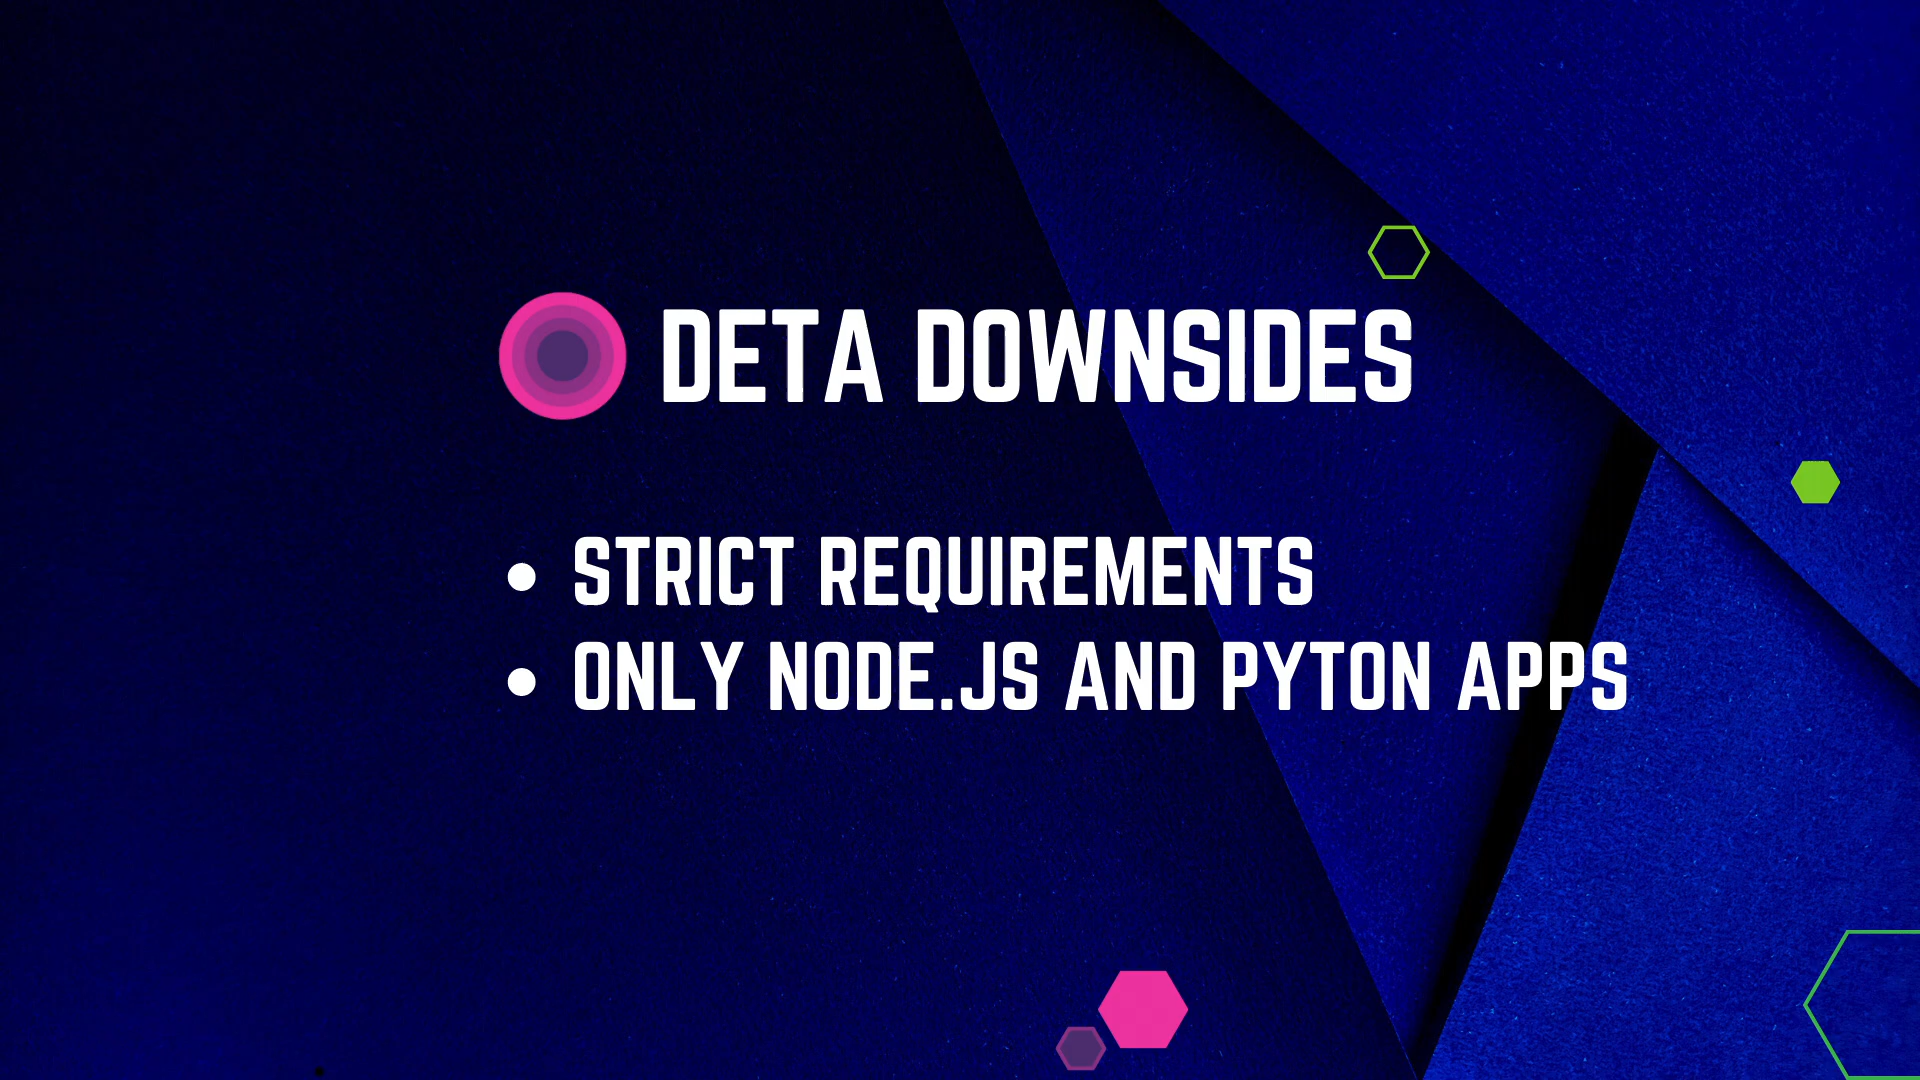 DETA DOWNSIDES
• STRICT REQUIREMENTS
• ONLY NODE.JS AND PYTON APPS